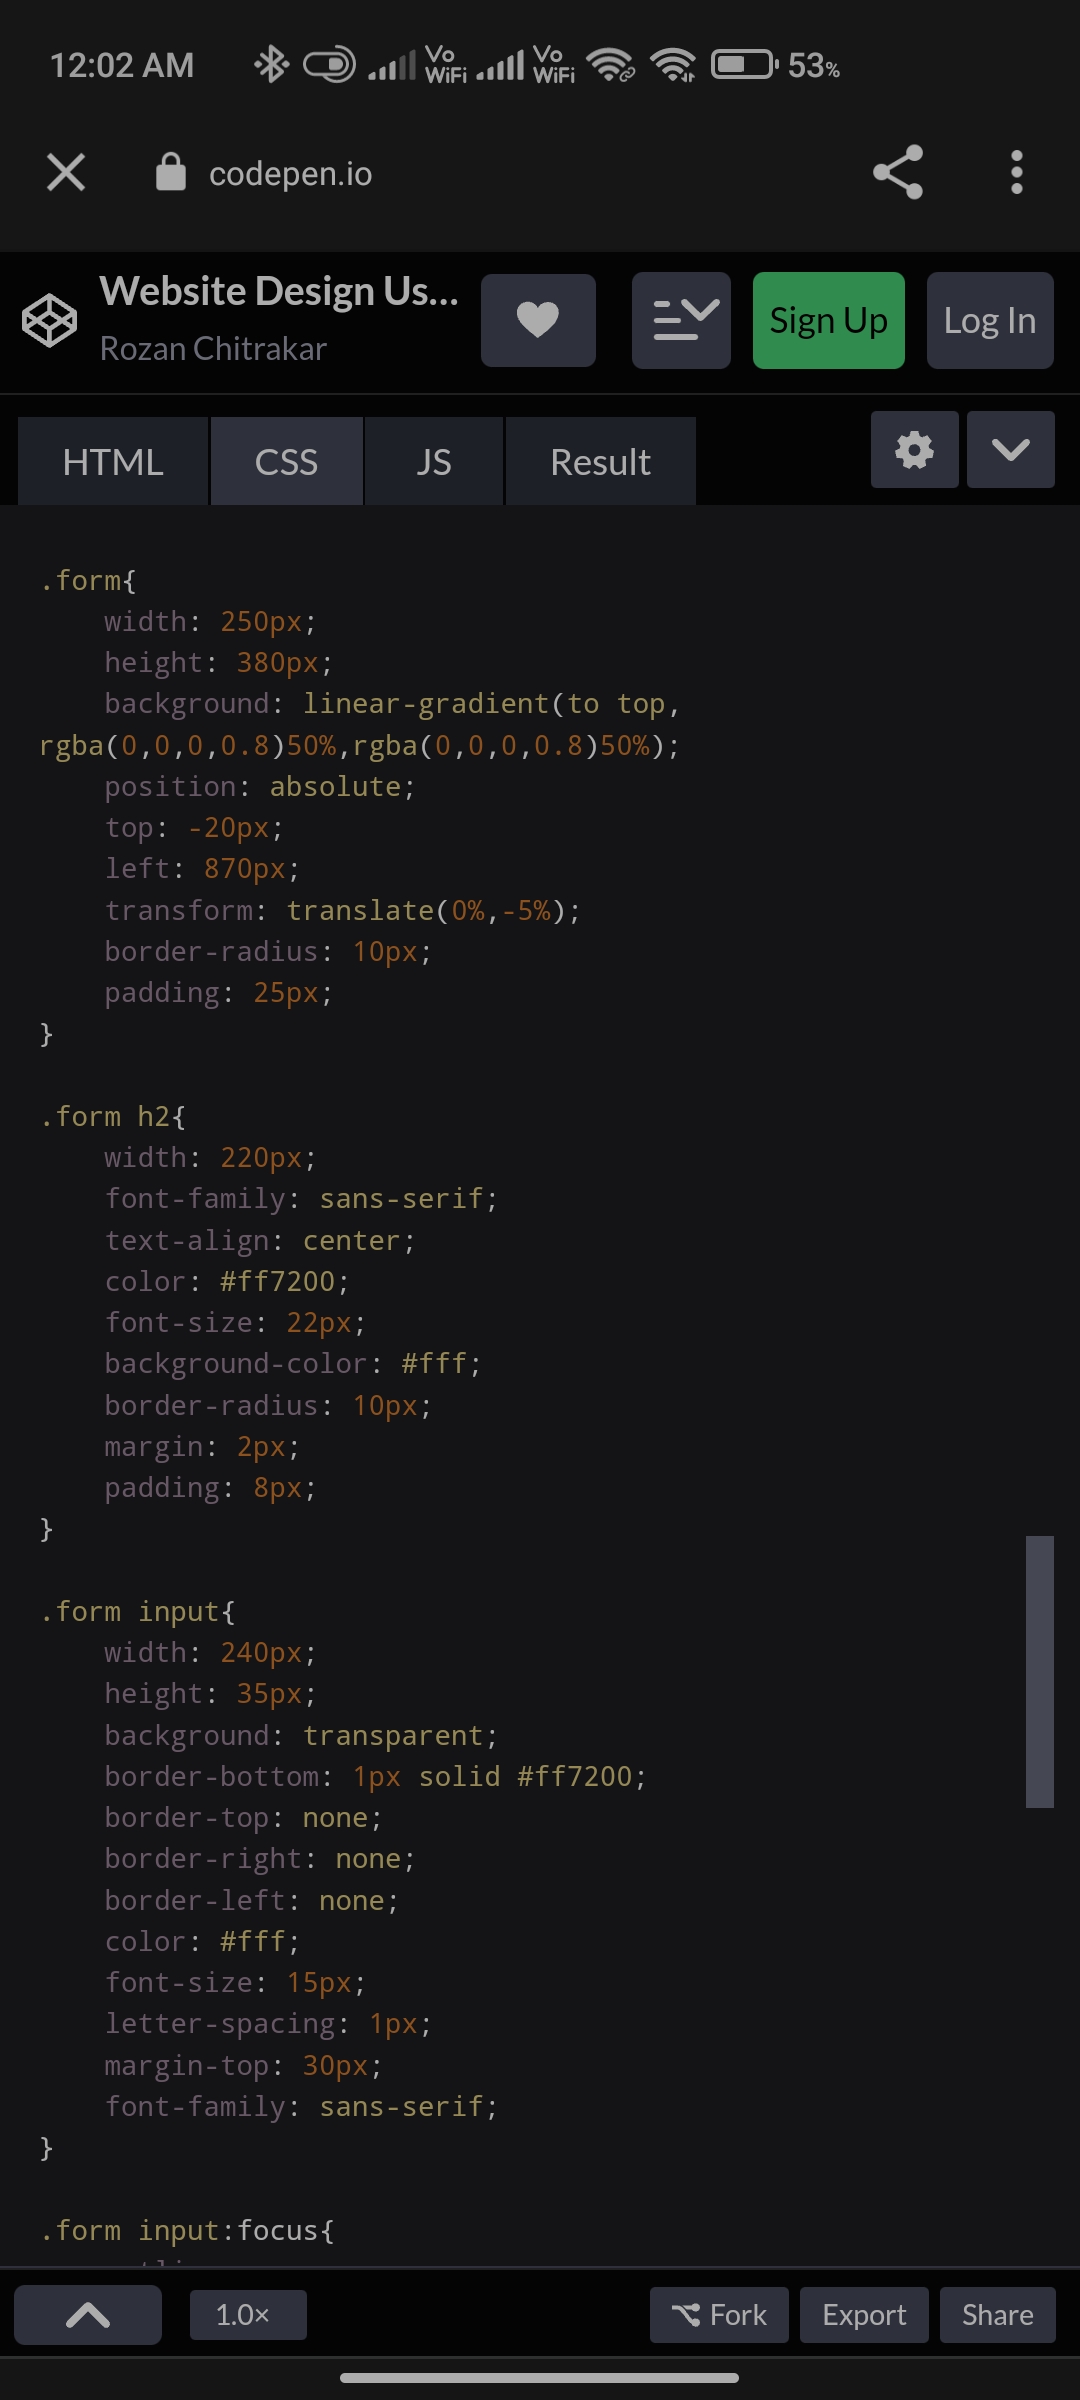 12:02 AM Vo WiFi Vo WiFi 53%
codepen.io
Website Design Us...
Rozan Chitrakar
Sign Up
Log In
HTML CSS JS Result
.form{
    width: 250px;
    height: 380px;
    background: linear-gradient(to top,
rgba(0,0,0,0.8)50%,rgba(0,0,0,0.8)50%);
    position: absolute;
    top: -20px;
    left: 870px;
    transform: translate(0%,-5%);
    border-radius: 10px;
    padding: 25px;
}
.form h2{
    width: 220px;
    font-family: sans-serif;
    text-align: center;
    color: #ff7200;
    font-size: 22px;
    background-color: #fff;
    border-radius: 10px;
    margin: 2px;
    padding: 8px;
}
.form input{
    width: 240px;
    height: 35px;
    background: transparent;
    border-bottom: 1px solid #ff7200;
    border-top: none;
    border-right: none;
    border-left: none;
    color: #fff;
    font-size: 15px;
    letter-spacing: 1px;
    margin-top: 30px;
    font-family: sans-serif;
}
.form input:focus{
1.0× Fork Export Share